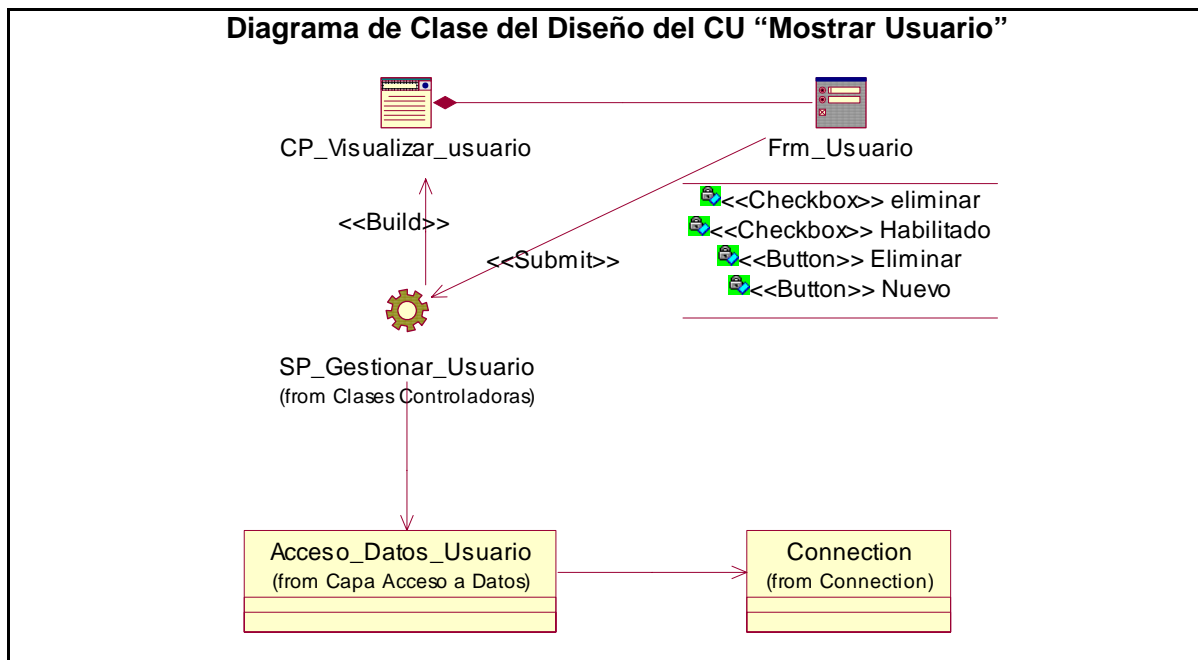 Diagrama de Clase del Diseño del CU “Mostrar Usuario”
CP_Visualizar_usuario
Frm_Usuario
<<Checkbox>> eliminar
<<Checkbox>> Habilitado
<<Button>> Eliminar
<<Button>> Nuevo
<<Build>>
<<Submit>>
SP_Gestionar_Usuario
(from Clases Controladoras)
Acceso_Datos_Usuario
(from Capa Acceso a Datos)
Connection
(from Connection)